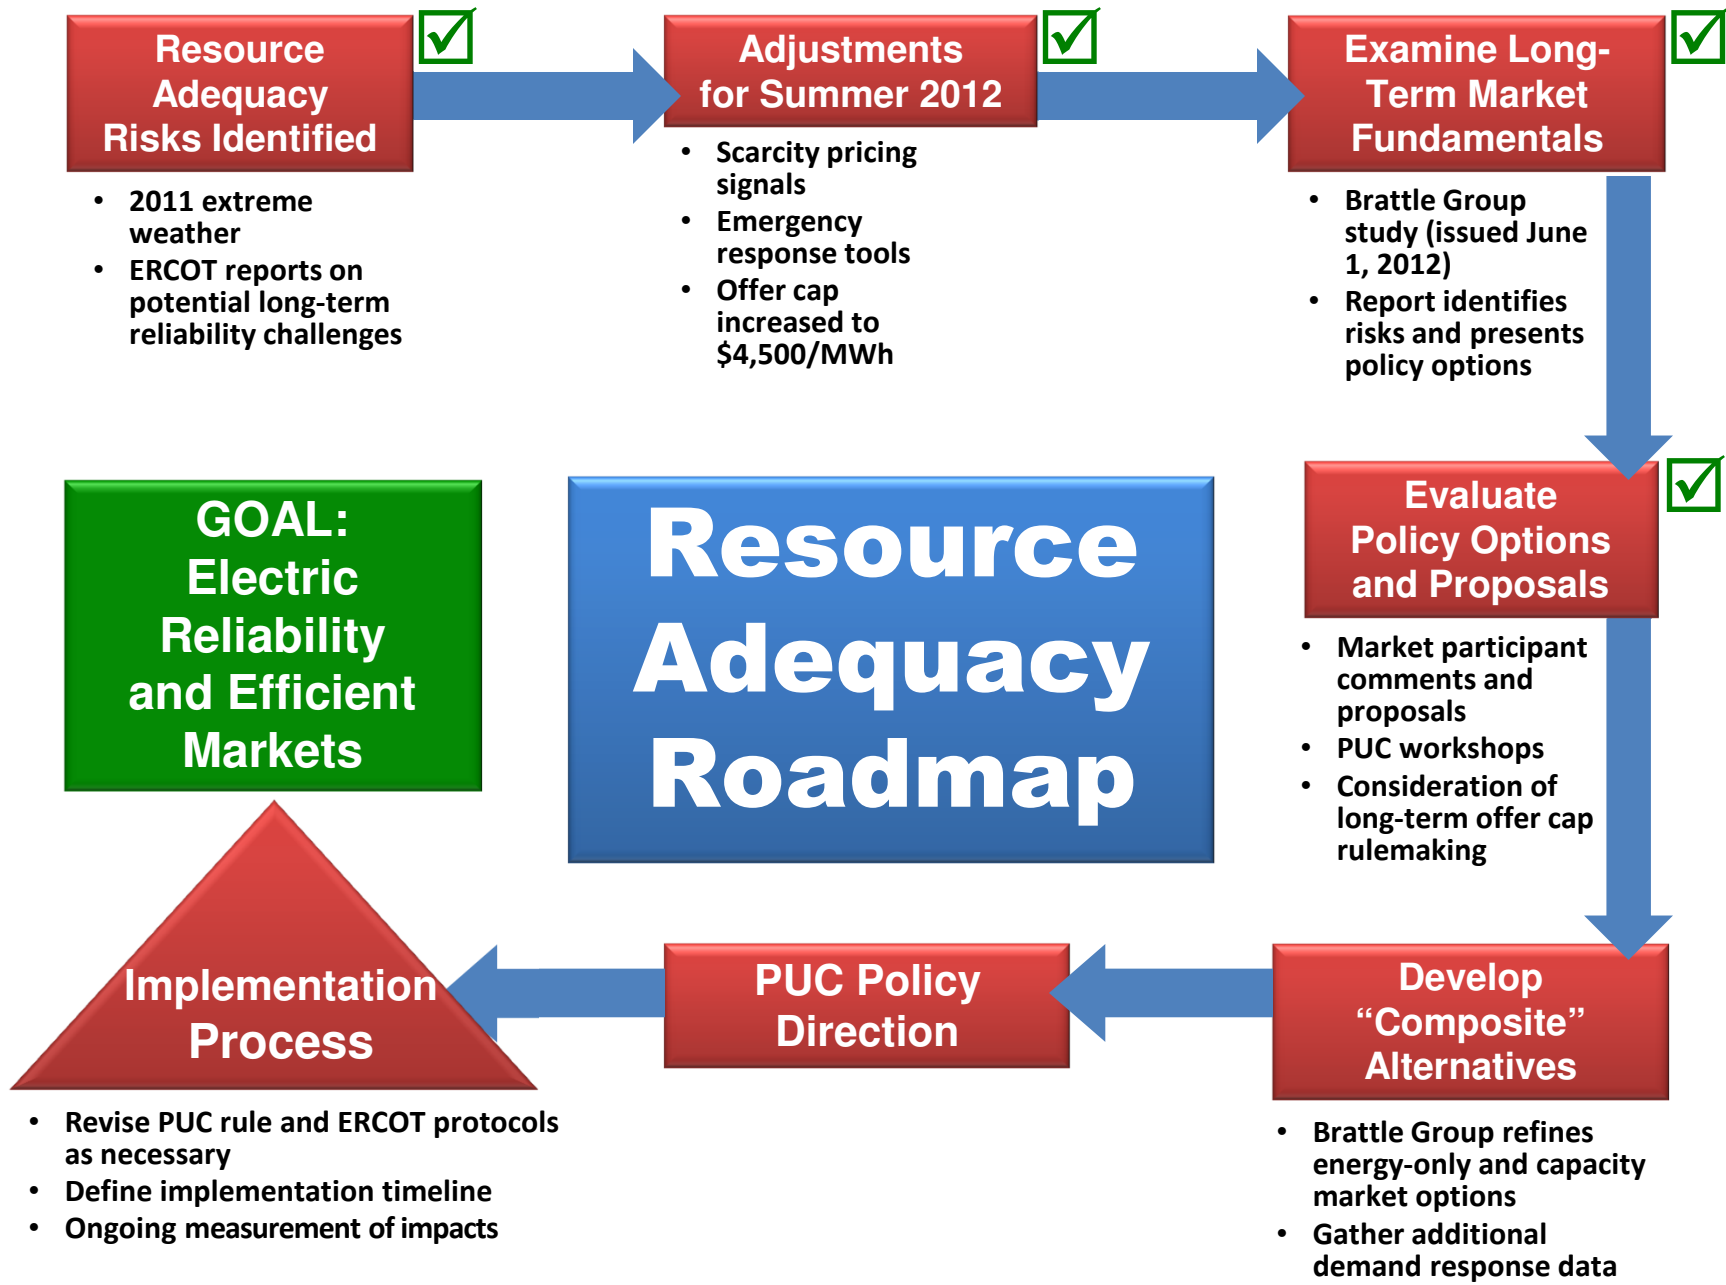 Resource
Adequacy
Risks Identified
• 2011 extreme
weather
• ERCOT reports on
potential long-term
reliability challenges
Adjustments
for Summer 2012
• Scarcity pricing
signals
• Emergency
response tools
• Offer cap
increased to
$4,500/MWh
Examine Long-
Term Market
Fundamentals
• Brattle Group
study (issued June
1, 2012)
• Report identifies
risks and presents
policy options
Evaluate
Policy Options
and Proposals
• Market participant
comments and
proposals
• PUC workshops
• Consideration of
long-term offer cap
rulemaking
Develop
“Composite”
Alternatives
• Brattle Group refines
energy-only and capacity
market options
• Gather additional
demand response data
PUC Policy
Direction
Implementation
Process
• Revise PUC rule and ERCOT protocols
as necessary
• Define implementation timeline
• Ongoing measurement of impacts
GOAL:
Electric
Reliability
and Efficient
Markets
Resource
Adequacy
Roadmap